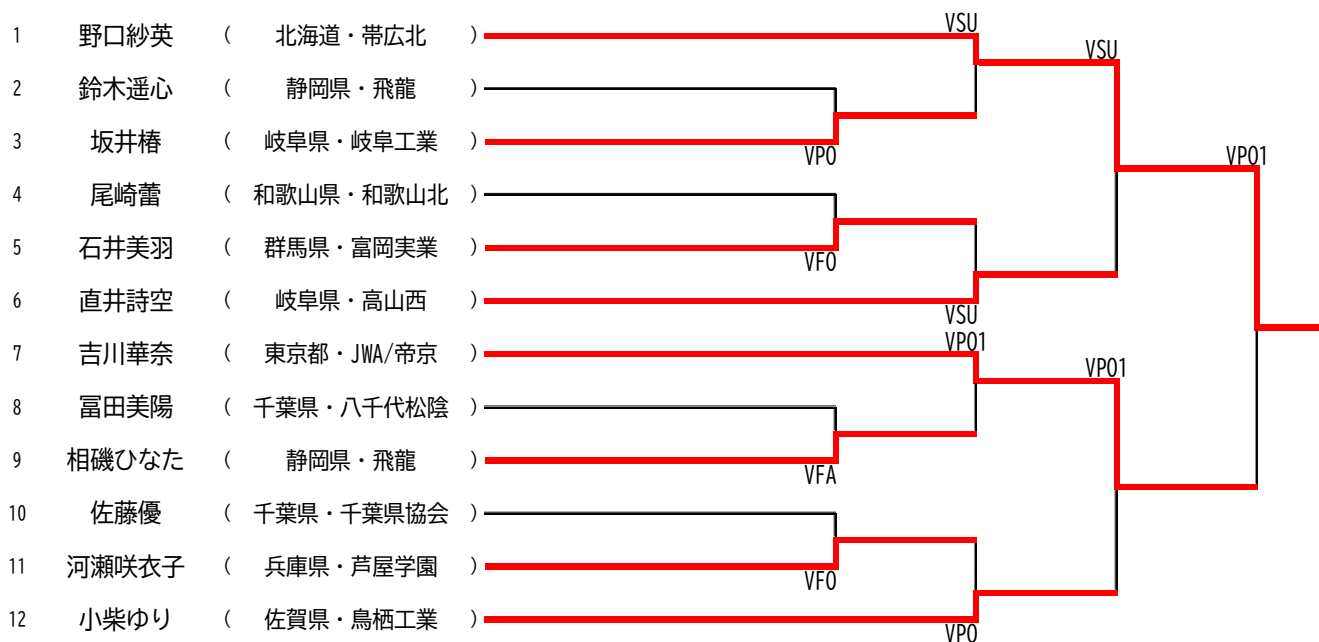 1 野口紗英 ( 北海道・帯広北 ) VSU
VSU
2 鈴木遥心 ( 静岡県・飛龍 )
3 坂井椿 ( 岐阜県・岐阜工業 ) VPO
VPO1
4 尾崎蕾 ( 和歌山県・和歌山北 )
5 石井美羽 ( 群馬県・富岡実業 ) VFO
6 直井詩空 ( 岐阜県・高山西 ) VSU
7 吉川華奈 ( 東京都・JWA/帝京 ) VPO1
VPO1
8 冨田美陽 ( 千葉県・八千代松陰 )
9 相磯ひなた ( 静岡県・飛龍 ) VFA
10 佐藤優 ( 千葉県・千葉県協会 )
11 河瀬咲衣子 ( 兵庫県・芦屋学園 ) VFO
12 小柴ゆり ( 佐賀県・鳥栖工業 ) VPO